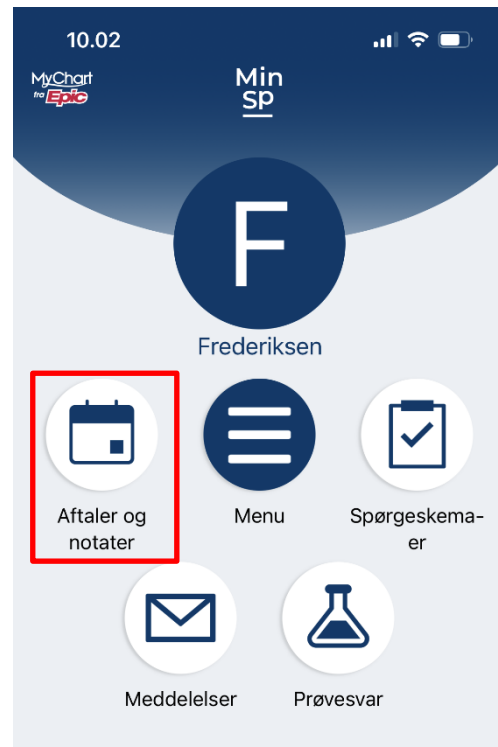 10.02
MyChart
fra Epic
Min
SP
F
Frederiksen
Aftaler og
notater
Menu
Spørgeskema-
er
Meddelelser
Prøvesvar